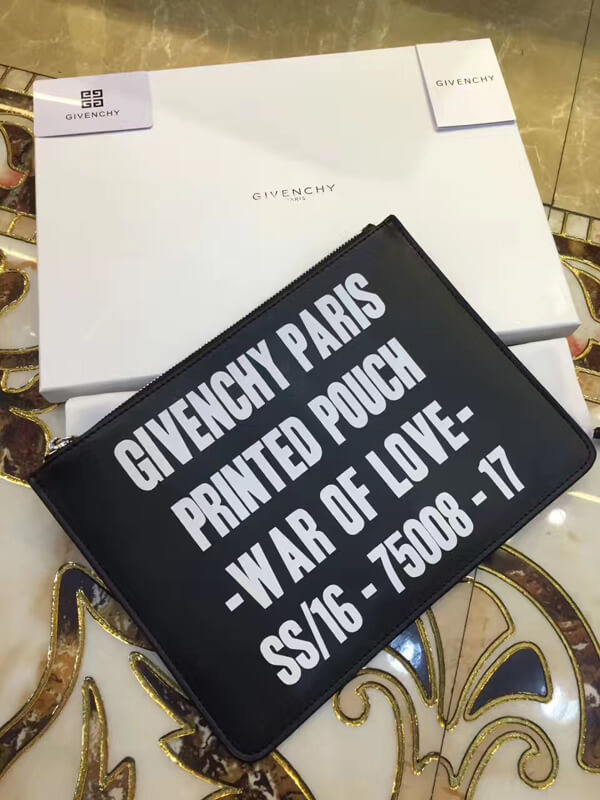 GIVENCHY
GIVENCHY
GIVENCHY
PARIS
GIVENCHY PARIS
PRINTED POUCH
-WAR OF LOVE-
SS/16 - 75008 - 17